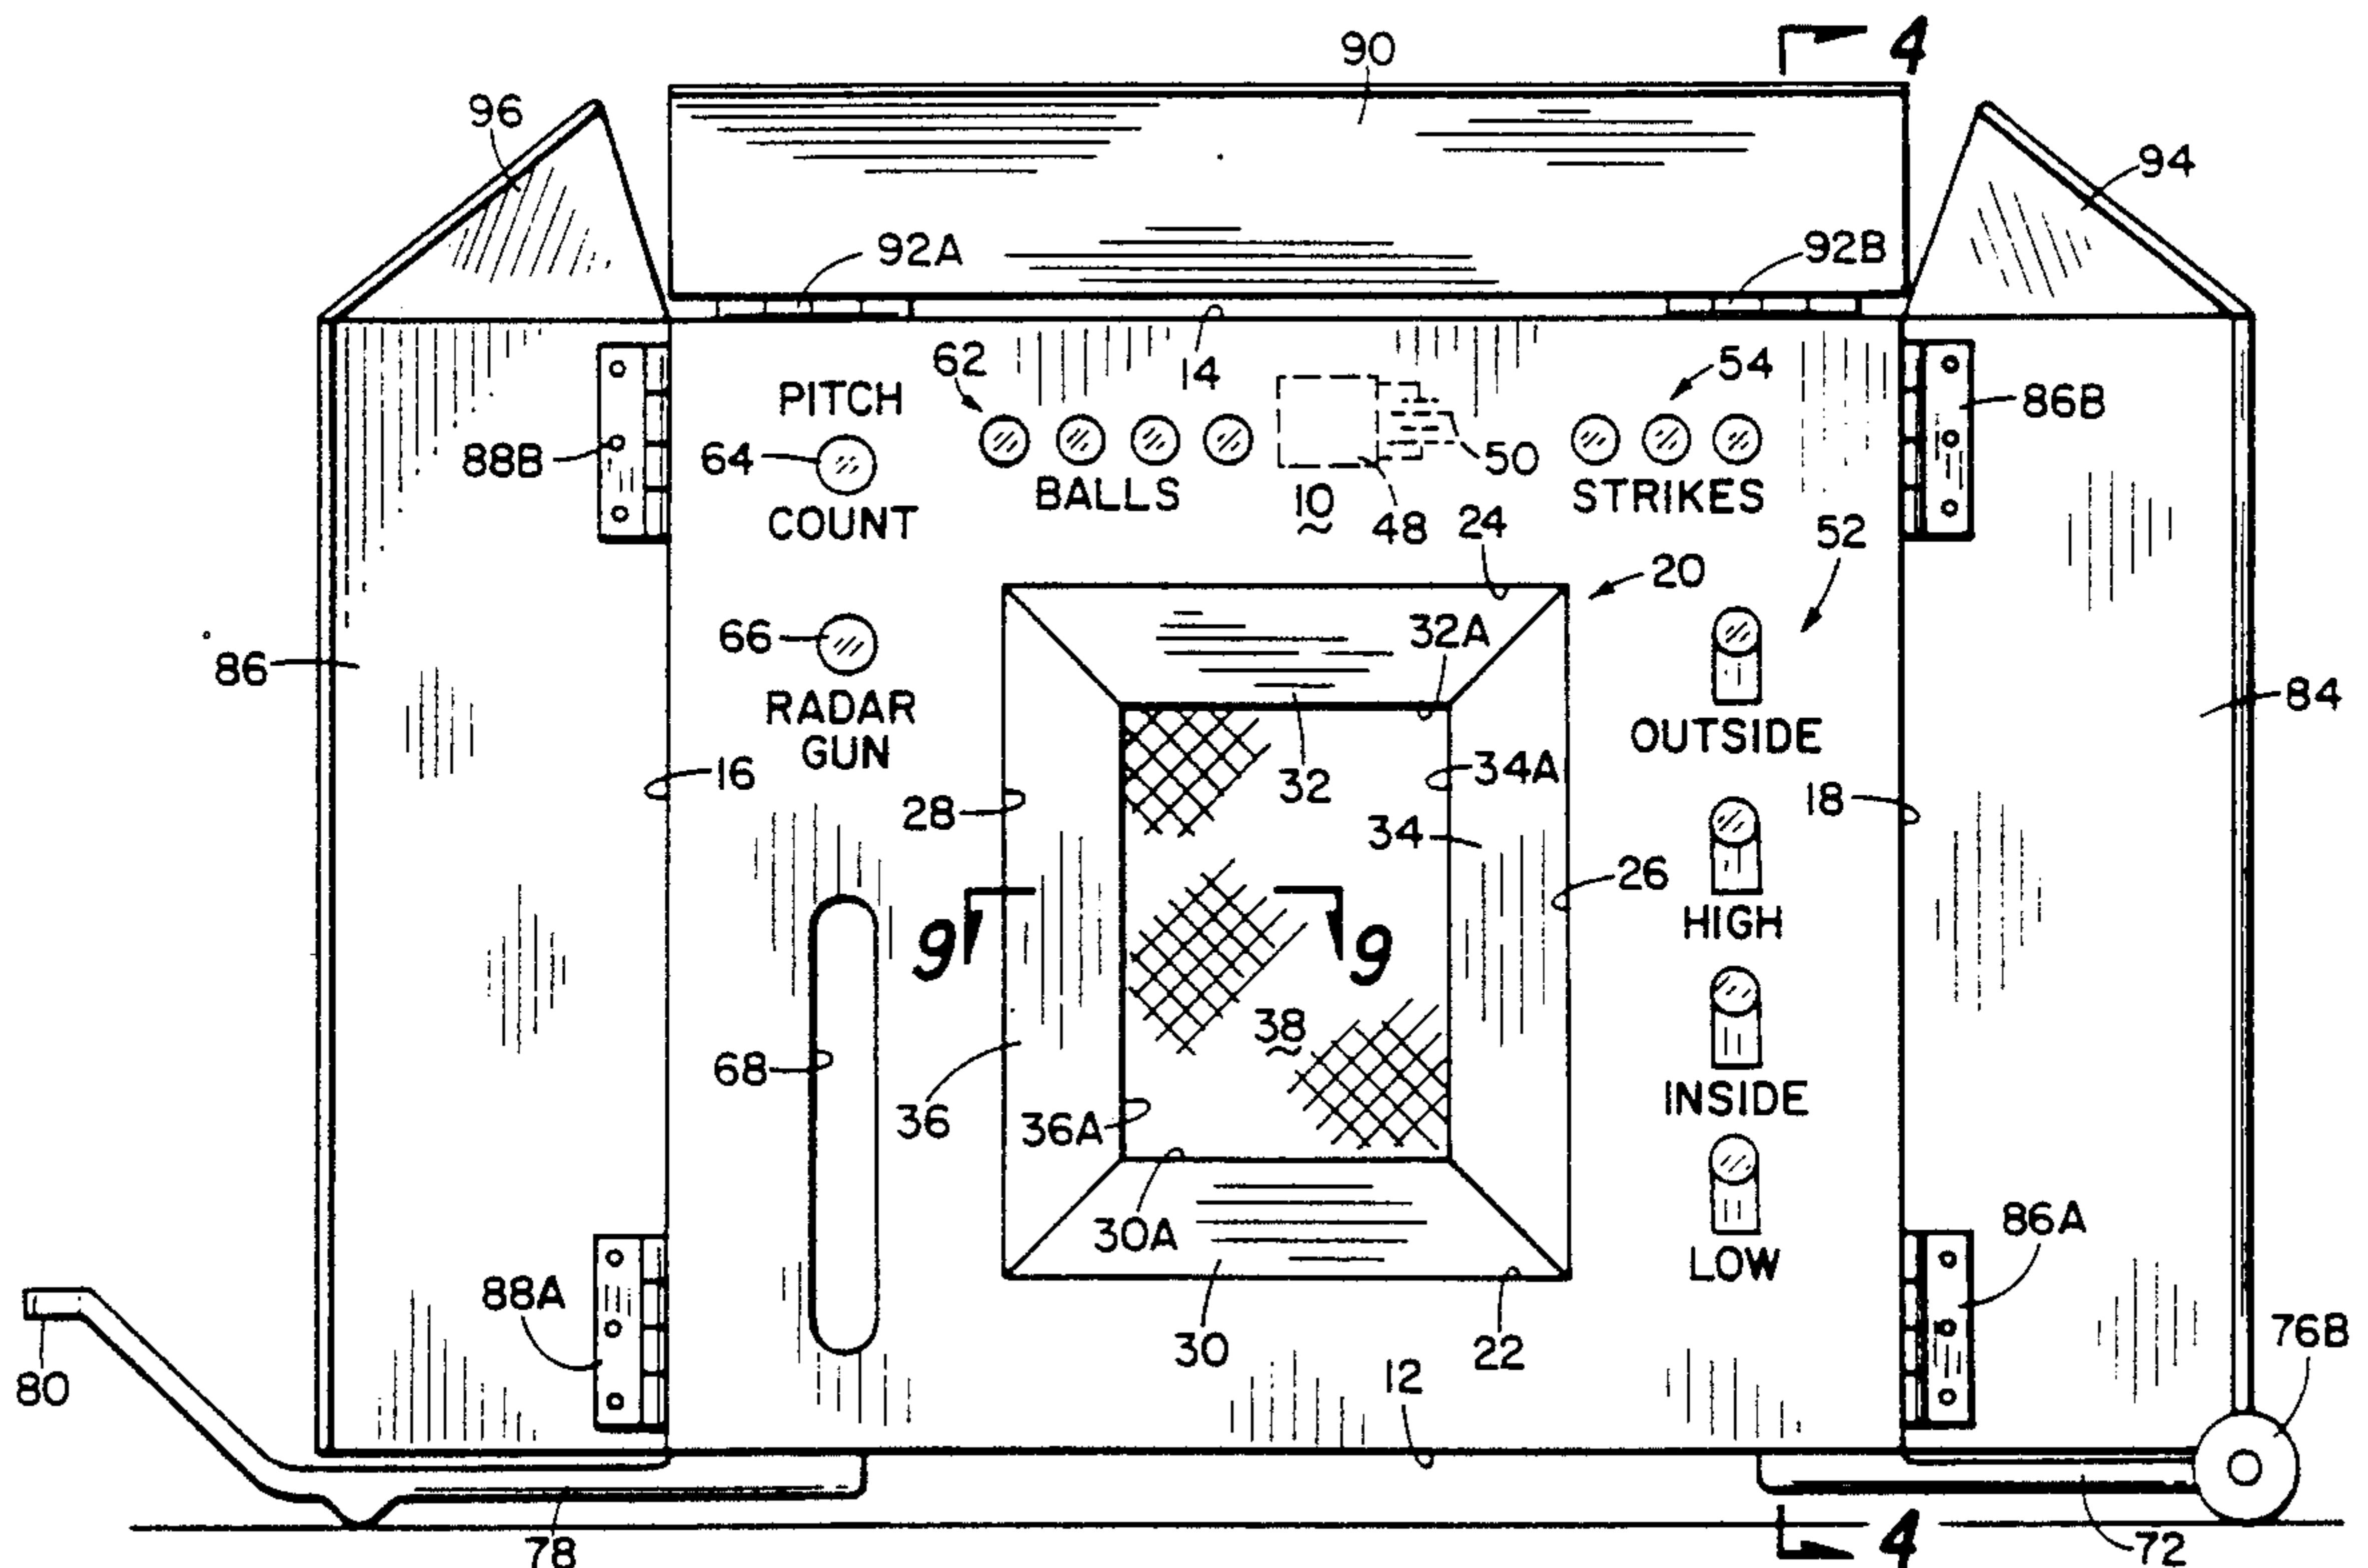 4
90
96
94
92A
92B
62
14
54
PITCH
86B
88B
64
50
BALLS
10
STRIKES
COUNT
48
24
52
20
66
32A
86
84
RADAR
GUN
OUTSIDE
16
32
34A
28
18
34
26
9
9
HIGH
38
68
36
36A
INSIDE
30A
86A
LOW
88A
30
22
76B
12
80
78
4
72